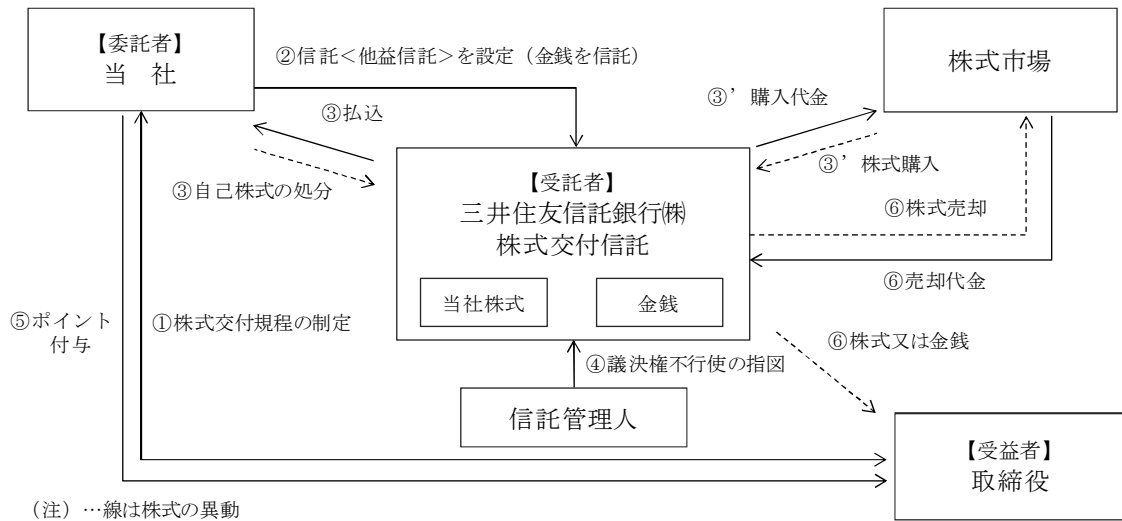 【委託者】
当 社
②信託＜他益信託＞を設定（金銭を信託）
株式市場
③払込
③’購入代金
③自己株式の処分
【受託者】
三井住友信託銀行㈱
株式交付信託
③’株式購入
⑥株式売却
当社株式
金銭
⑥売却代金
⑤ポイント
付与
①株式交付規程の制定
④議決権不行使の指図
⑥株式又は金銭
信託管理人
【受益者】
取締役
（注）…線は株式の異動